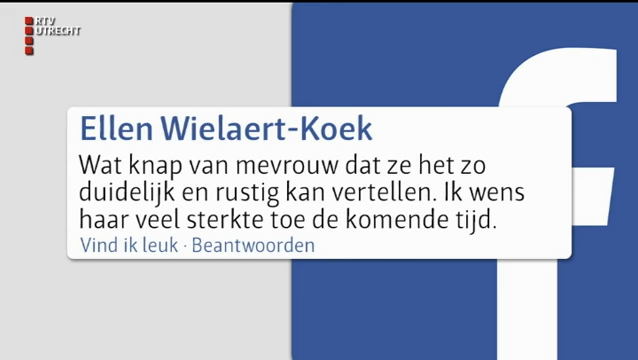 RTV
UTRECHT
Ellen Wielaert-Koek
Wat knap van mevrouw dat ze het zo
duidelijk en rustig kan vertellen. Ik wens
haar veel sterkte toe de komende tijd.
Vind ik leuk · Beantwoorden